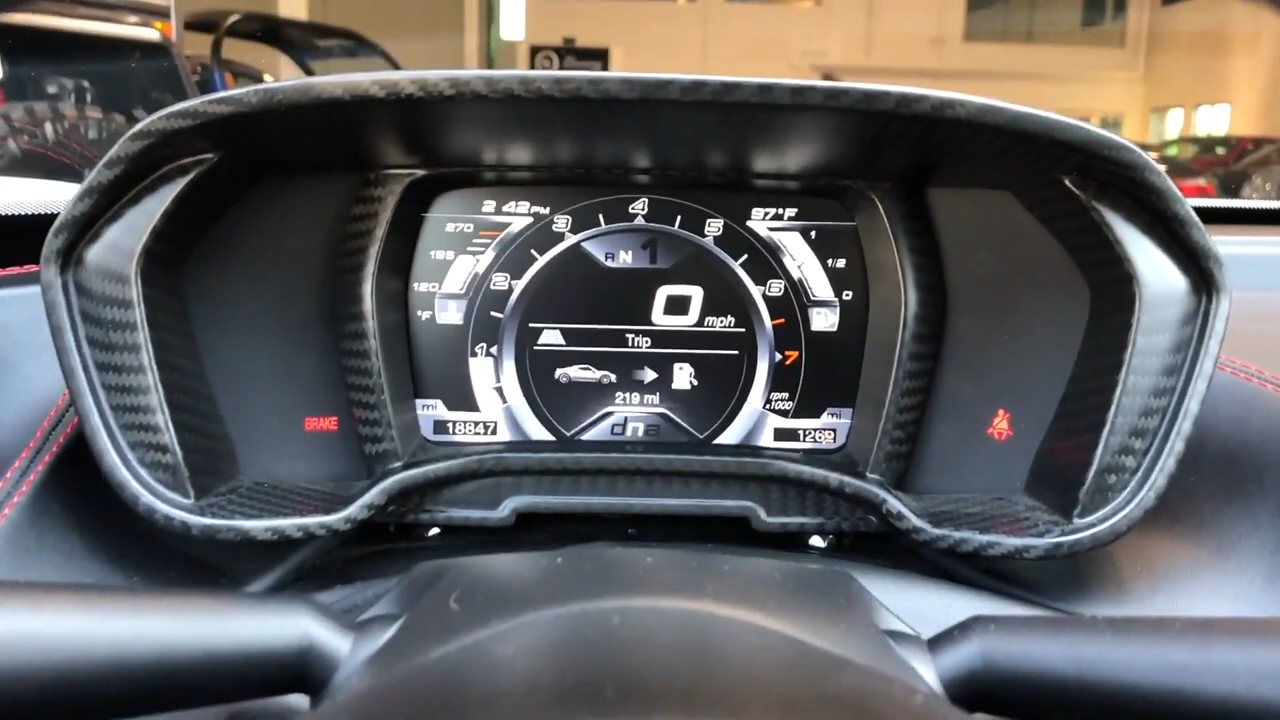 2 42PM
97°F
270
195
120
°F
1
2
3
4
5
6
7
1
1/2
0
R N 1
0 mph
Trip
219 mi
rpm
x1000
dna
mi
18847
mi
BRAKE